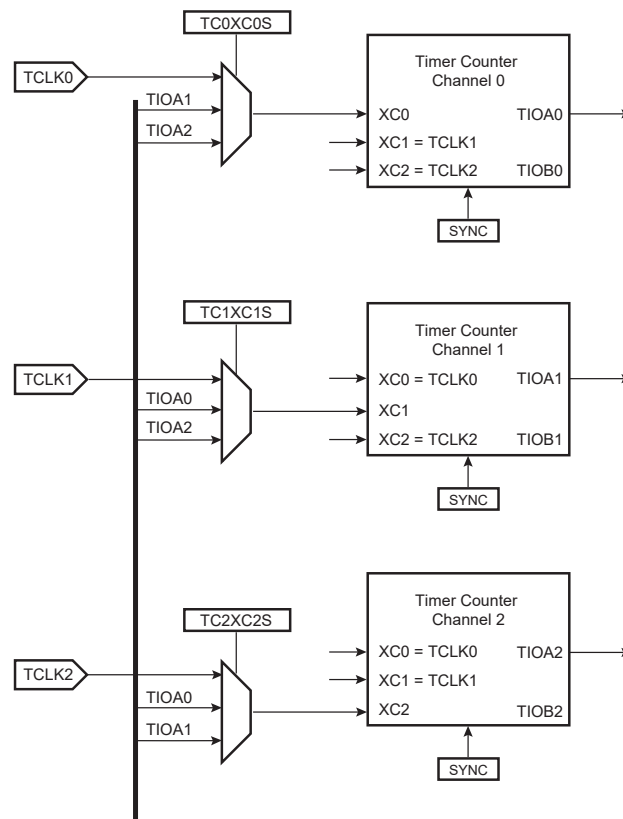 TC0XC0S
TCLK0
TIOA1
TIOA2
Timer Counter
Channel 0
XC0
TIOA0
XC1 = TCLK1
XC2 = TCLK2
TIOB0
SYNC
TC1XC1S
TCLK1
TIOA0
TIOA2
Timer Counter
Channel 1
XC0 = TCLK0
TIOA1
XC1
XC2 = TCLK2
TIOB1
SYNC
TC2XC2S
TCLK2
TIOA0
TIOA1
Timer Counter
Channel 2
XC0 = TCLK0
TIOA2
XC1 = TCLK1
XC2
TIOB2
SYNC